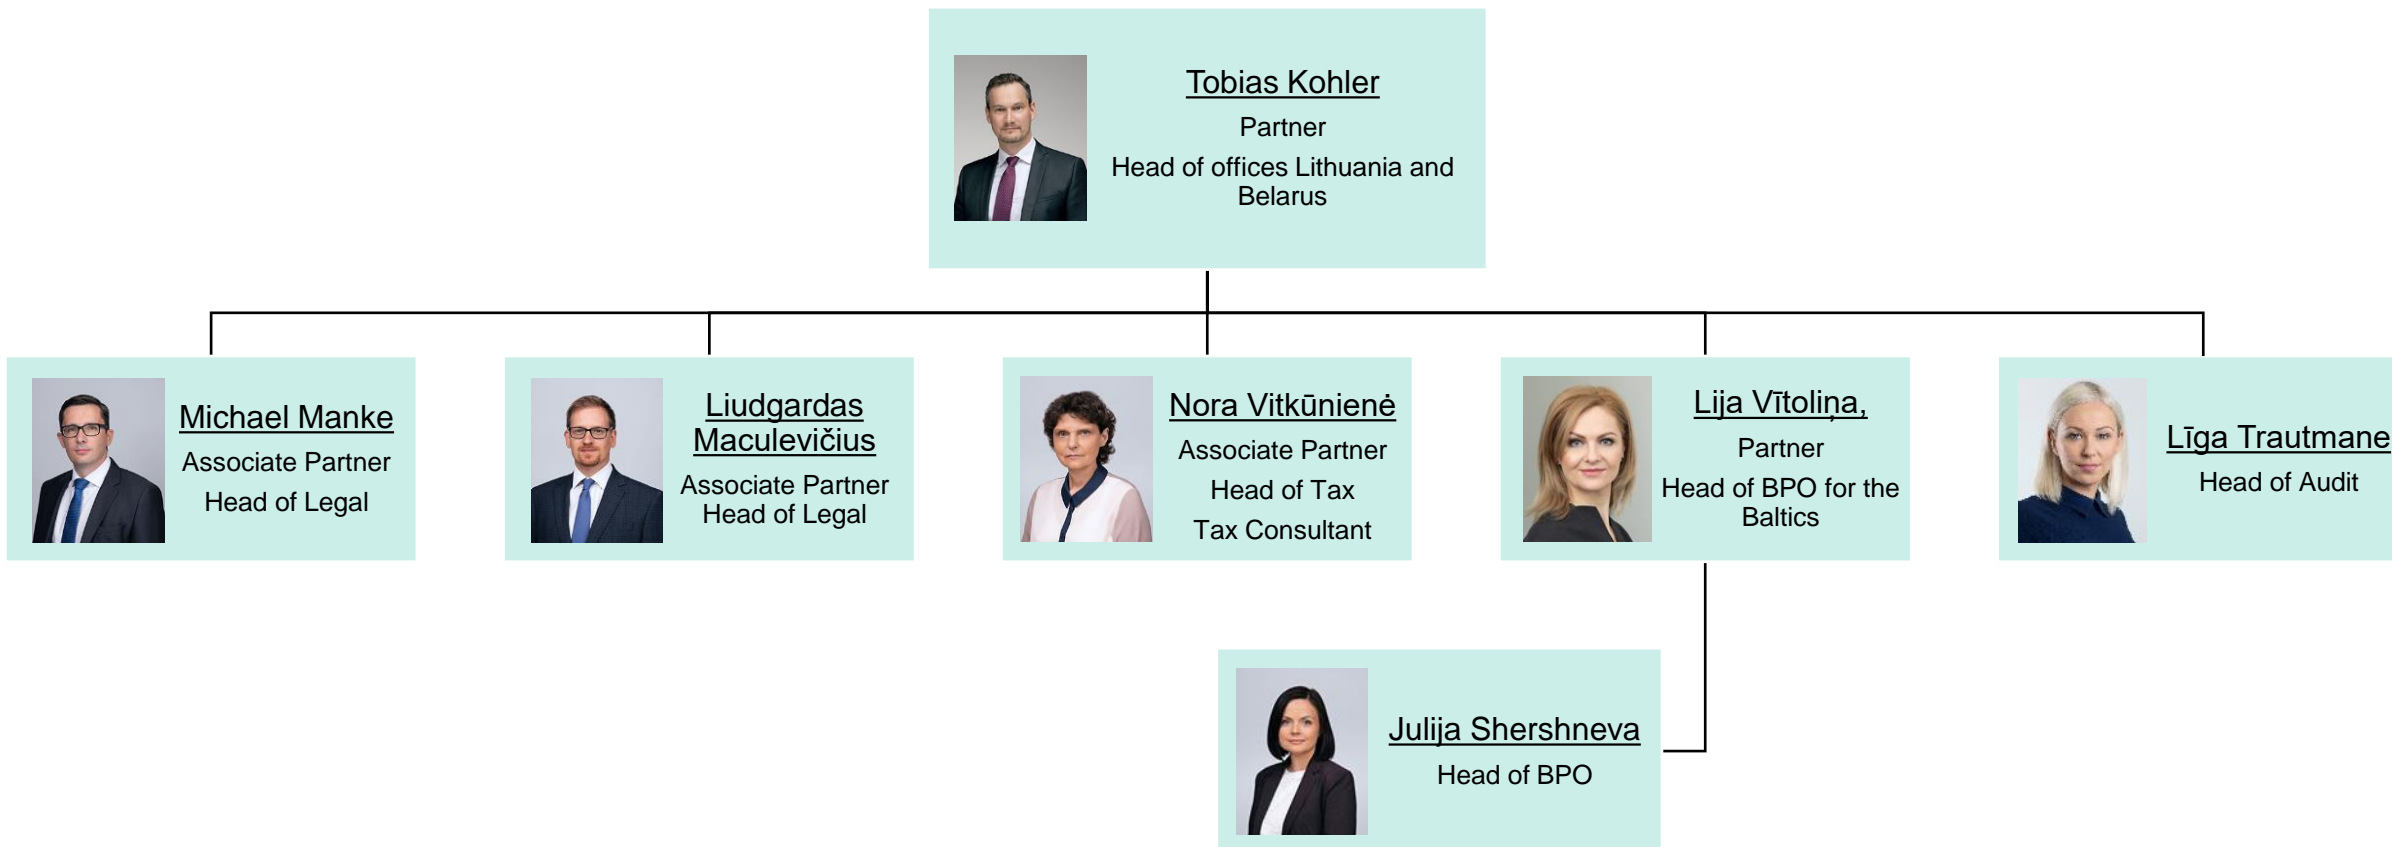 Tobias Kohler
Partner
Head of offices Lithuania and
Belarus
Michael Manke
Associate Partner
Head of Legal
Liudgardas
Maculevičius
Associate Partner
Head of Legal
Nora Vitkūnienė
Associate Partner
Head of Tax
Tax Consultant
Lija Vītoliņa,
Partner
Head of BPO for the
Baltics
Līga Trautmane
Head of Audit
Julija Shershneva
Head of BPO